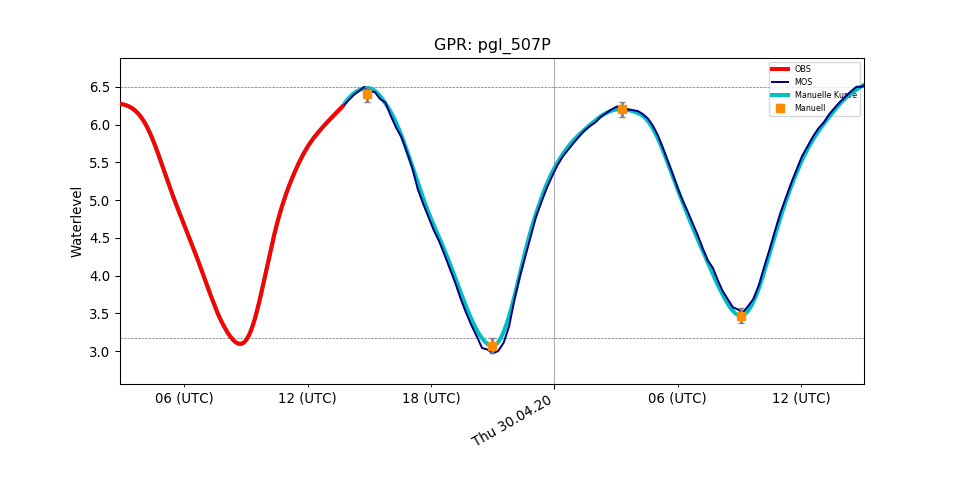 GPR: pgl_507P
OBS
MOS
Manuelle Kurve
Manuell
Waterlevel
6.5
6.0
5.5
5.0
4.5
4.0
3.5
3.0
06 (UTC)
12 (UTC)
18 (UTC)
Thu 30.04.20
06 (UTC)
12 (UTC)